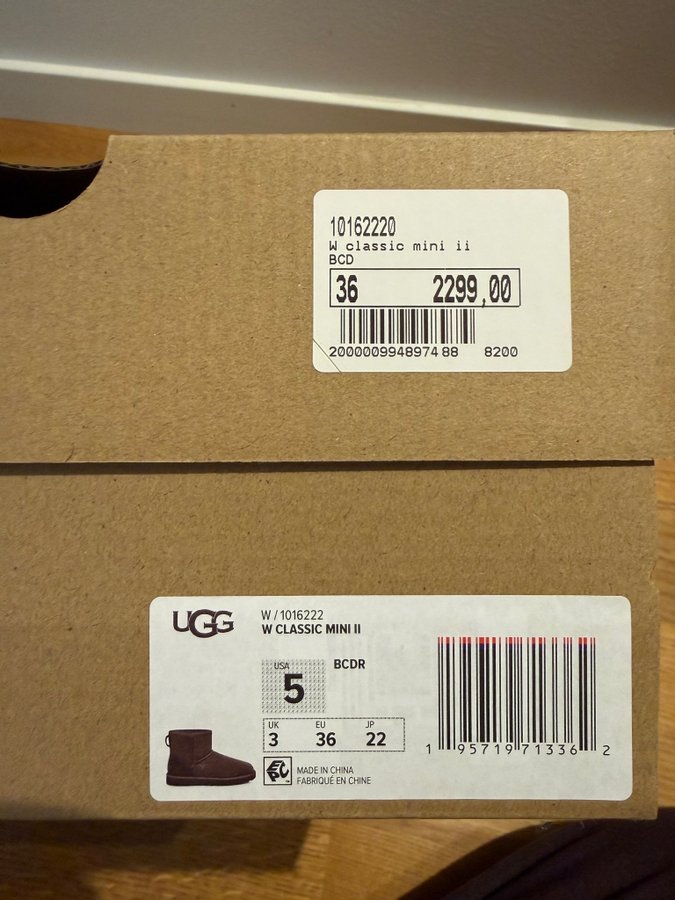 10162220
W classic mini ii
BCD
36 2299,00
2000009948974 88 8200
UGG
W / 1016222
W CLASSIC MINI II
USA
5
BCDR
UK EU JP
3 36 22
EPC
MADE IN CHINA
FABRIQUÉ EN CHINE
1 95719 71336 2